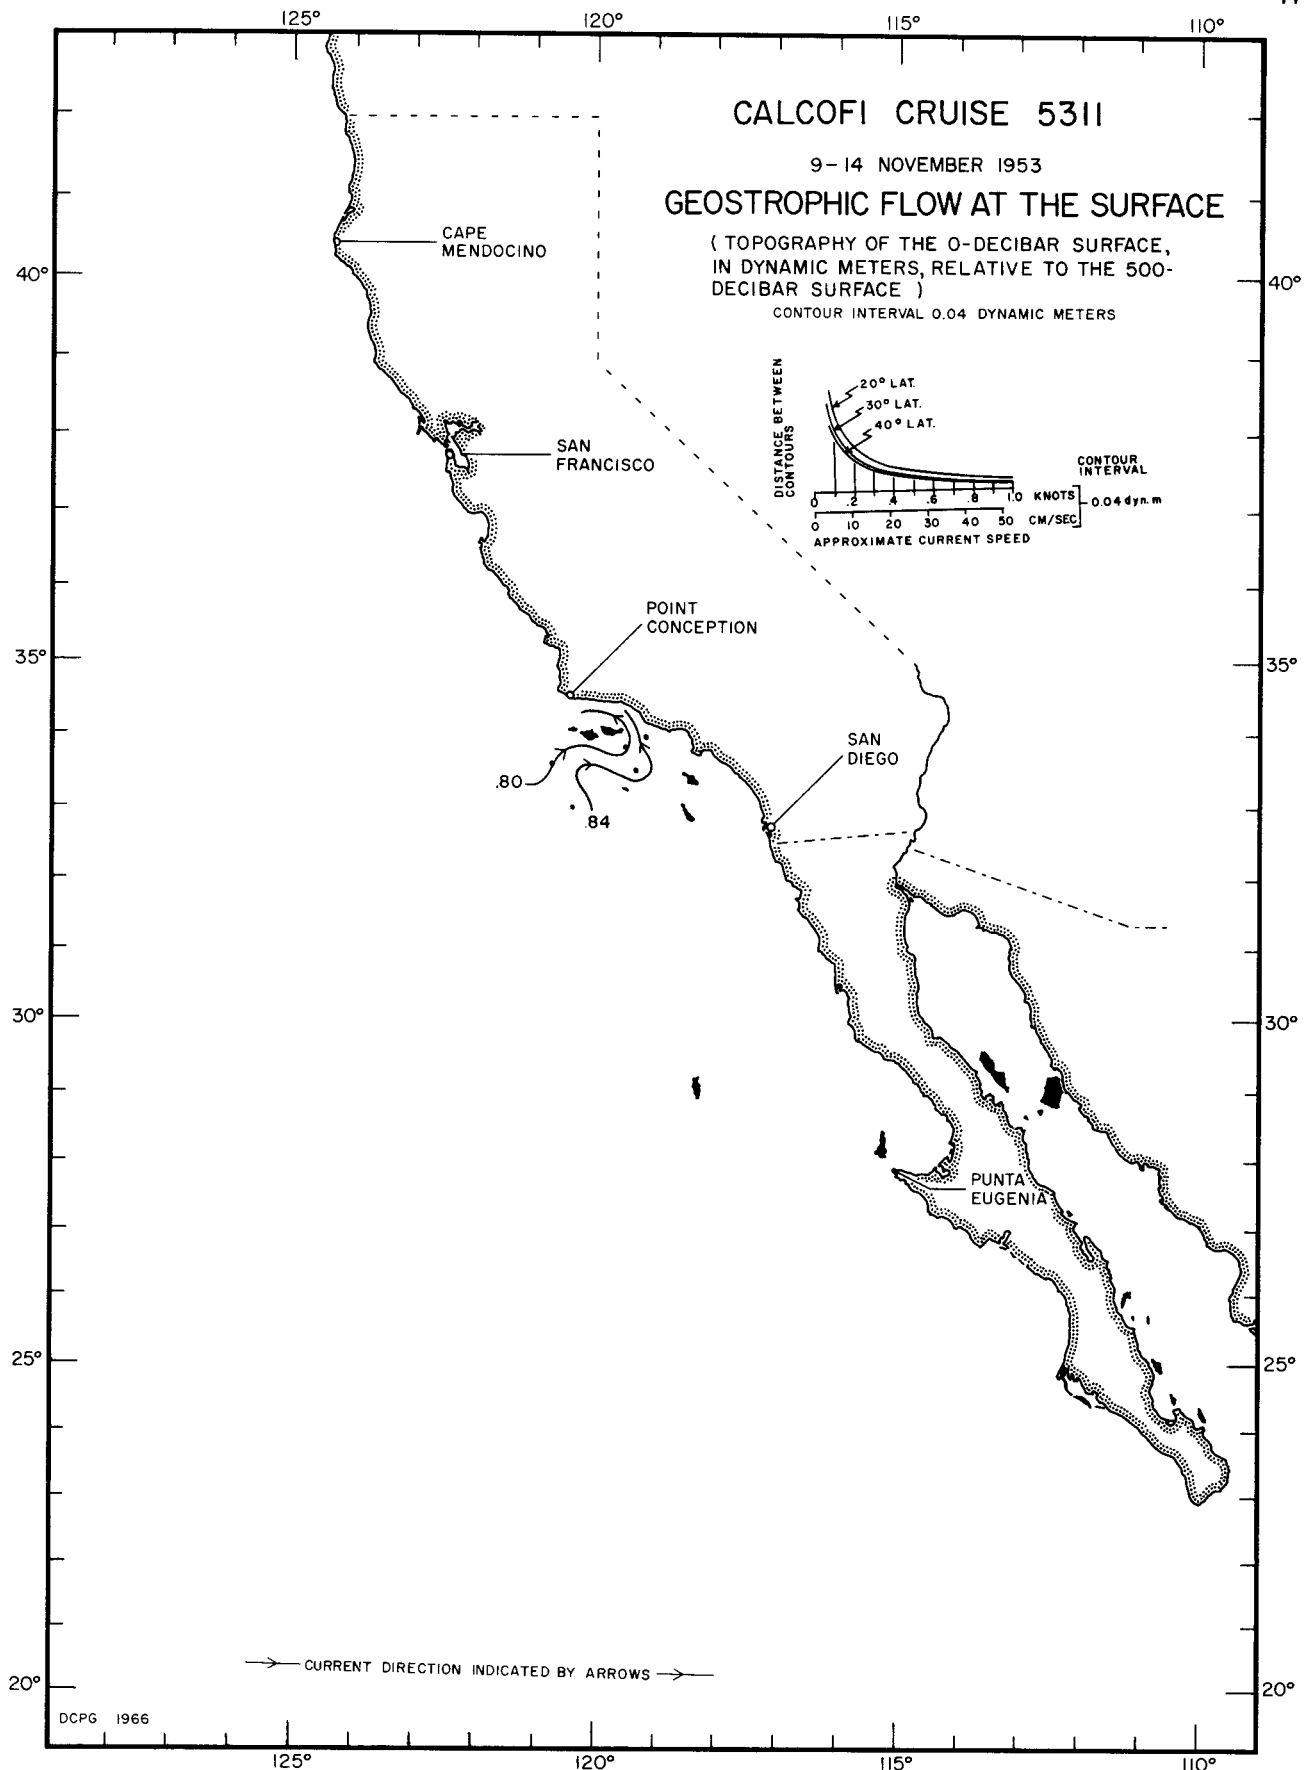 125°
120°
115°
110°
CALCOFI CRUISE 5311
9-14 NOVEMBER 1953
GEOSTROPHIC FLOW AT THE SURFACE
( TOPOGRAPHY OF THE 0-DECIBAR SURFACE,
IN DYNAMIC METERS, RELATIVE TO THE 500-
DECIBAR SURFACE )
CONTOUR INTERVAL 0.04 DYNAMIC METERS
CAPE
MENDOCINO
40°
40°
DISTANCE BETWEEN
CONTOURS
20° LAT.
30° LAT.
40° LAT.
CONTOUR
INTERVAL
0 .2 .4 .6 .8 1.0 KNOTS
0.04 dyn. m
0 10 20 30 40 50 CM/SEC
APPROXIMATE CURRENT SPEED
SAN
FRANCISCO
POINT
CONCEPTION
35°
35°
SAN
DIEGO
.80
.84
30°
30°
PUNTA
EUGENIA
25°
25°
CURRENT DIRECTION INDICATED BY ARROWS
20°
20°
DCPG 1966
125°
120°
115°
110°